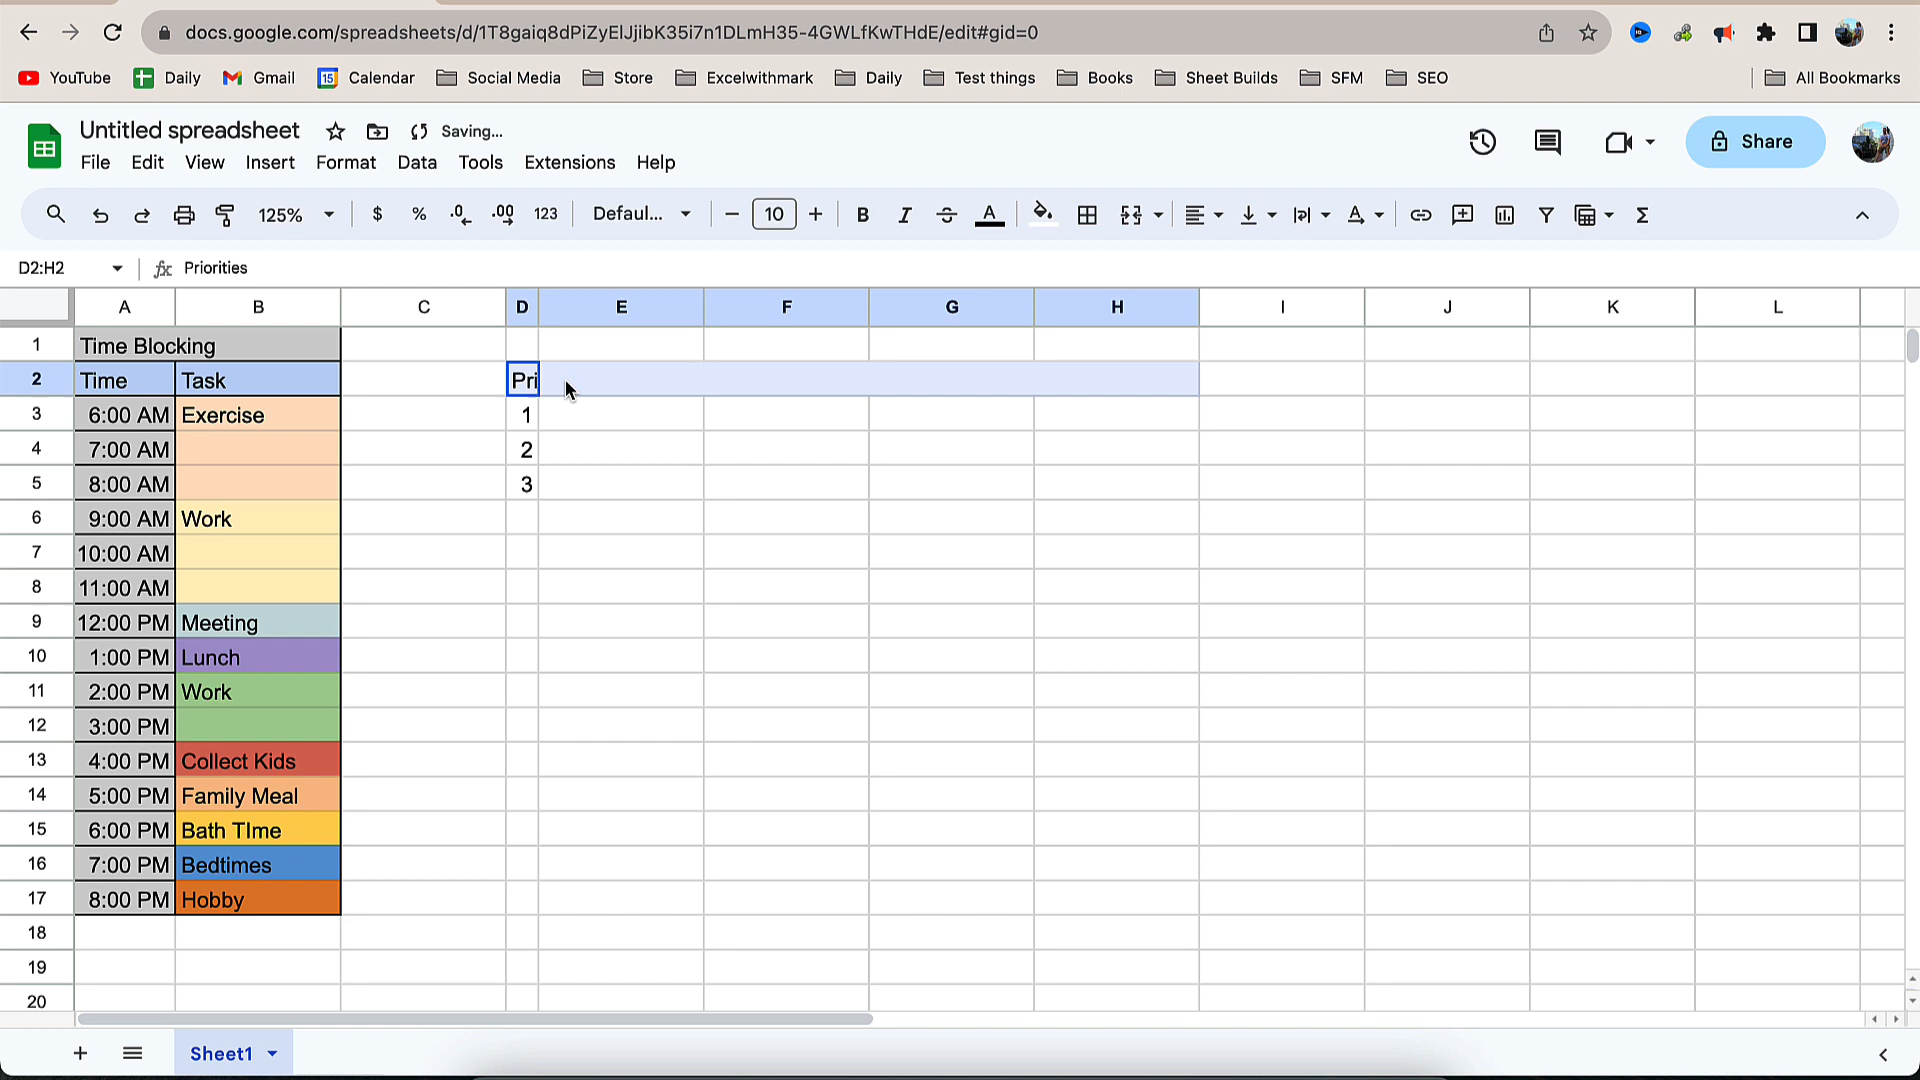 docs.google.com/spreadsheets/d/1T8gaiq8dPiZyElJjibK35i7n1DLmH35-4GWLfKwTHdE/edit#gid=0
YouTube Daily Gmail 15 Calendar Social Media Store Excelwithmark Daily Test things Books Sheet Builds SFM SEO All Bookmarks
Untitled spreadsheet Saving...
File Edit View Insert Format Data Tools Extensions Help
Share
125% $ % .0 .00 123 Defaul... 10 B I S A A Σ
D2:H2 fx Priorities
A B C D E F G H I J K L
1 Time Blocking
2 Time Task Pri
3 6:00 AM Exercise 1
4 7:00 AM 2
5 8:00 AM 3
6 9:00 AM Work
7 10:00 AM
8 11:00 AM
9 12:00 PM Meeting
10 1:00 PM Lunch
11 2:00 PM Work
12 3:00 PM
13 4:00 PM Collect Kids
14 5:00 PM Family Meal
15 6:00 PM Bath TIme
16 7:00 PM Bedtimes
17 8:00 PM Hobby
18
19
20
Sheet1